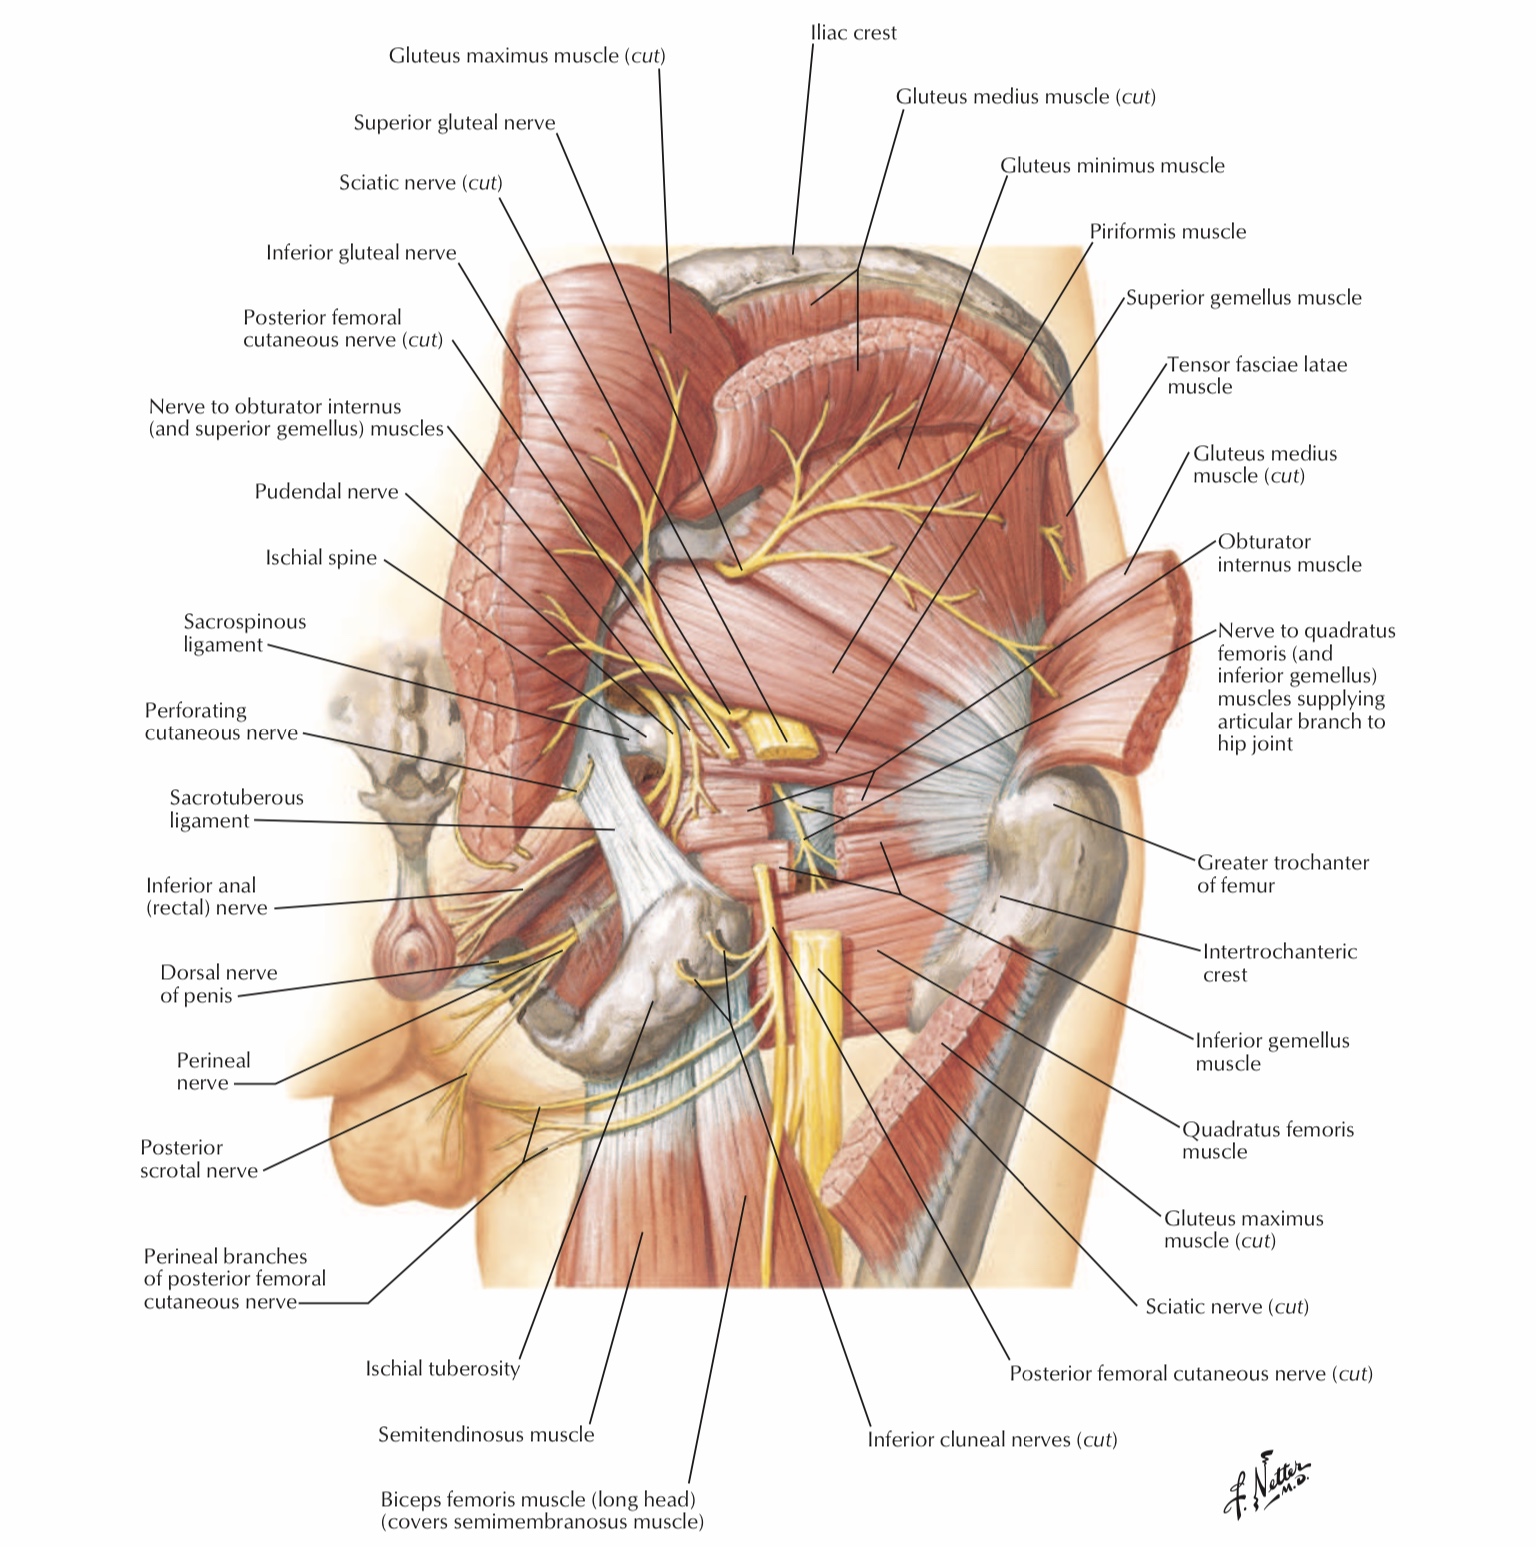 Iliac crest
Gluteus maximus muscle (cut)
Gluteus medius muscle (cut)
Superior gluteal nerve
Gluteus minimus muscle
Sciatic nerve (cut)
Piriformis muscle
Inferior gluteal nerve
Superior gemellus muscle
Posterior femoral
cutaneous nerve (cut)
Tensor fasciae latae
muscle
Nerve to obturator internus
(and superior gemellus) muscles
Gluteus medius
muscle (cut)
Pudendal nerve
Obturator
internus muscle
Ischial spine
Sacrospinous
ligament
Nerve to quadratus
femoris (and
inferior gemellus)
muscles supplying
articular branch to
hip joint
Perforating
cutaneous nerve
Sacrotuberous
ligament
Greater trochanter
of femur
Inferior anal
(rectal) nerve
Intertrochanteric
crest
Dorsal nerve
of penis
Inferior gemellus
muscle
Perineal
nerve
Quadratus femoris
muscle
Posterior
scrotal nerve
Gluteus maximus
muscle (cut)
Perineal branches
of posterior femoral
cutaneous nerve
Sciatic nerve (cut)
Ischial tuberosity
Posterior femoral cutaneous nerve (cut)
Semitendinosus muscle
Inferior cluneal nerves (cut)
Biceps femoris muscle (long head)
(covers semimembranosus muscle)
F. Netter
M.D.